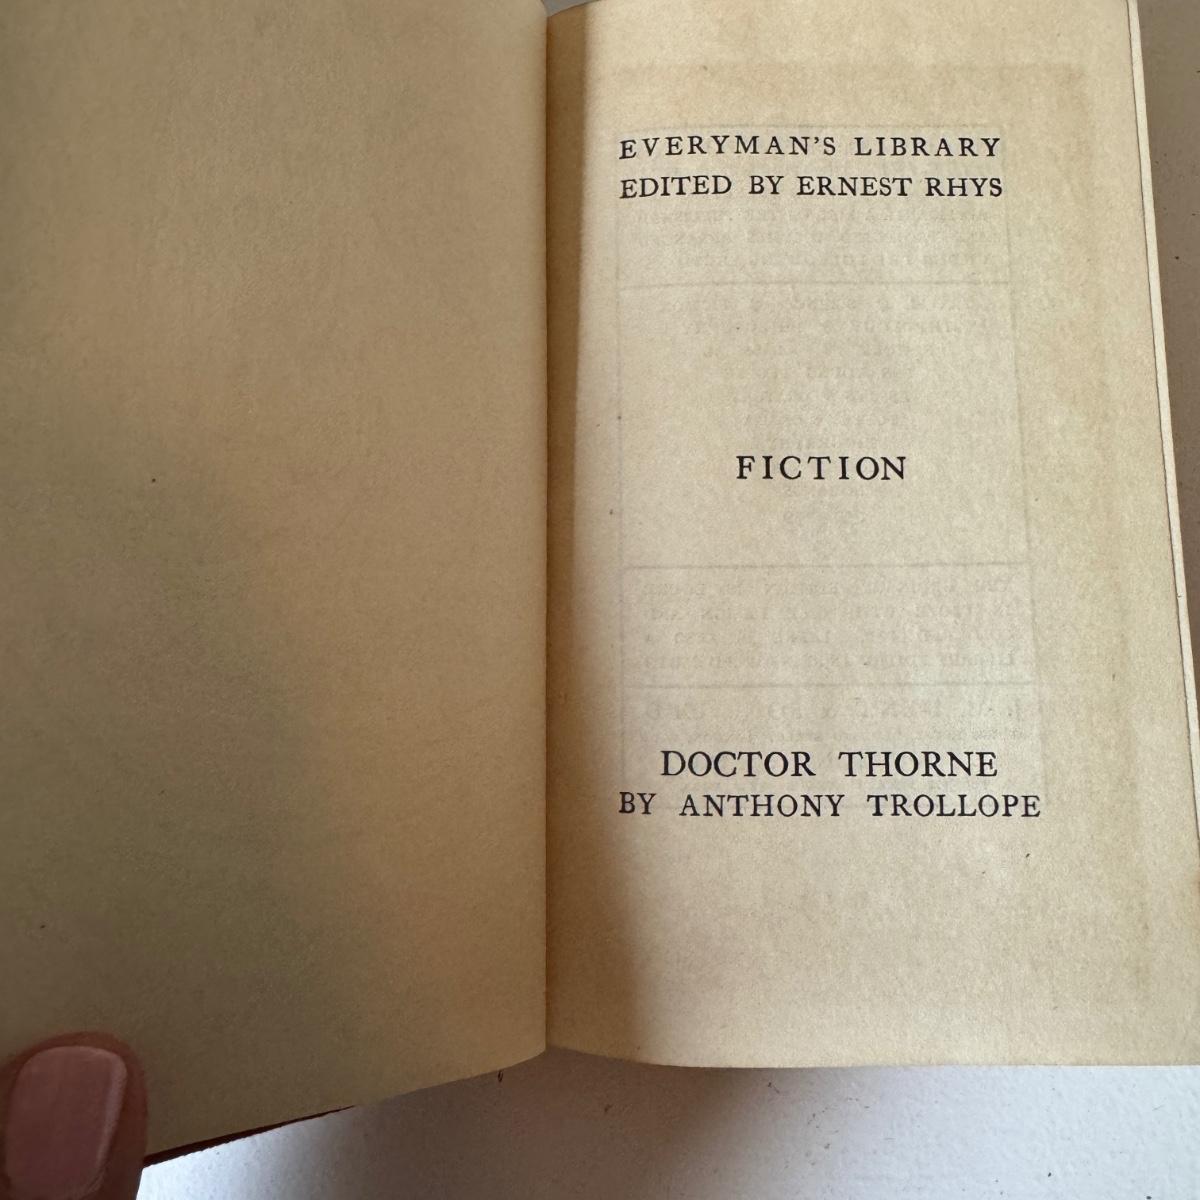 EVERYMAN'S LIBRARY
EDITED BY ERNEST RHYS
FICTION
DOCTOR THORNE
BY ANTHONY TROLLOPE